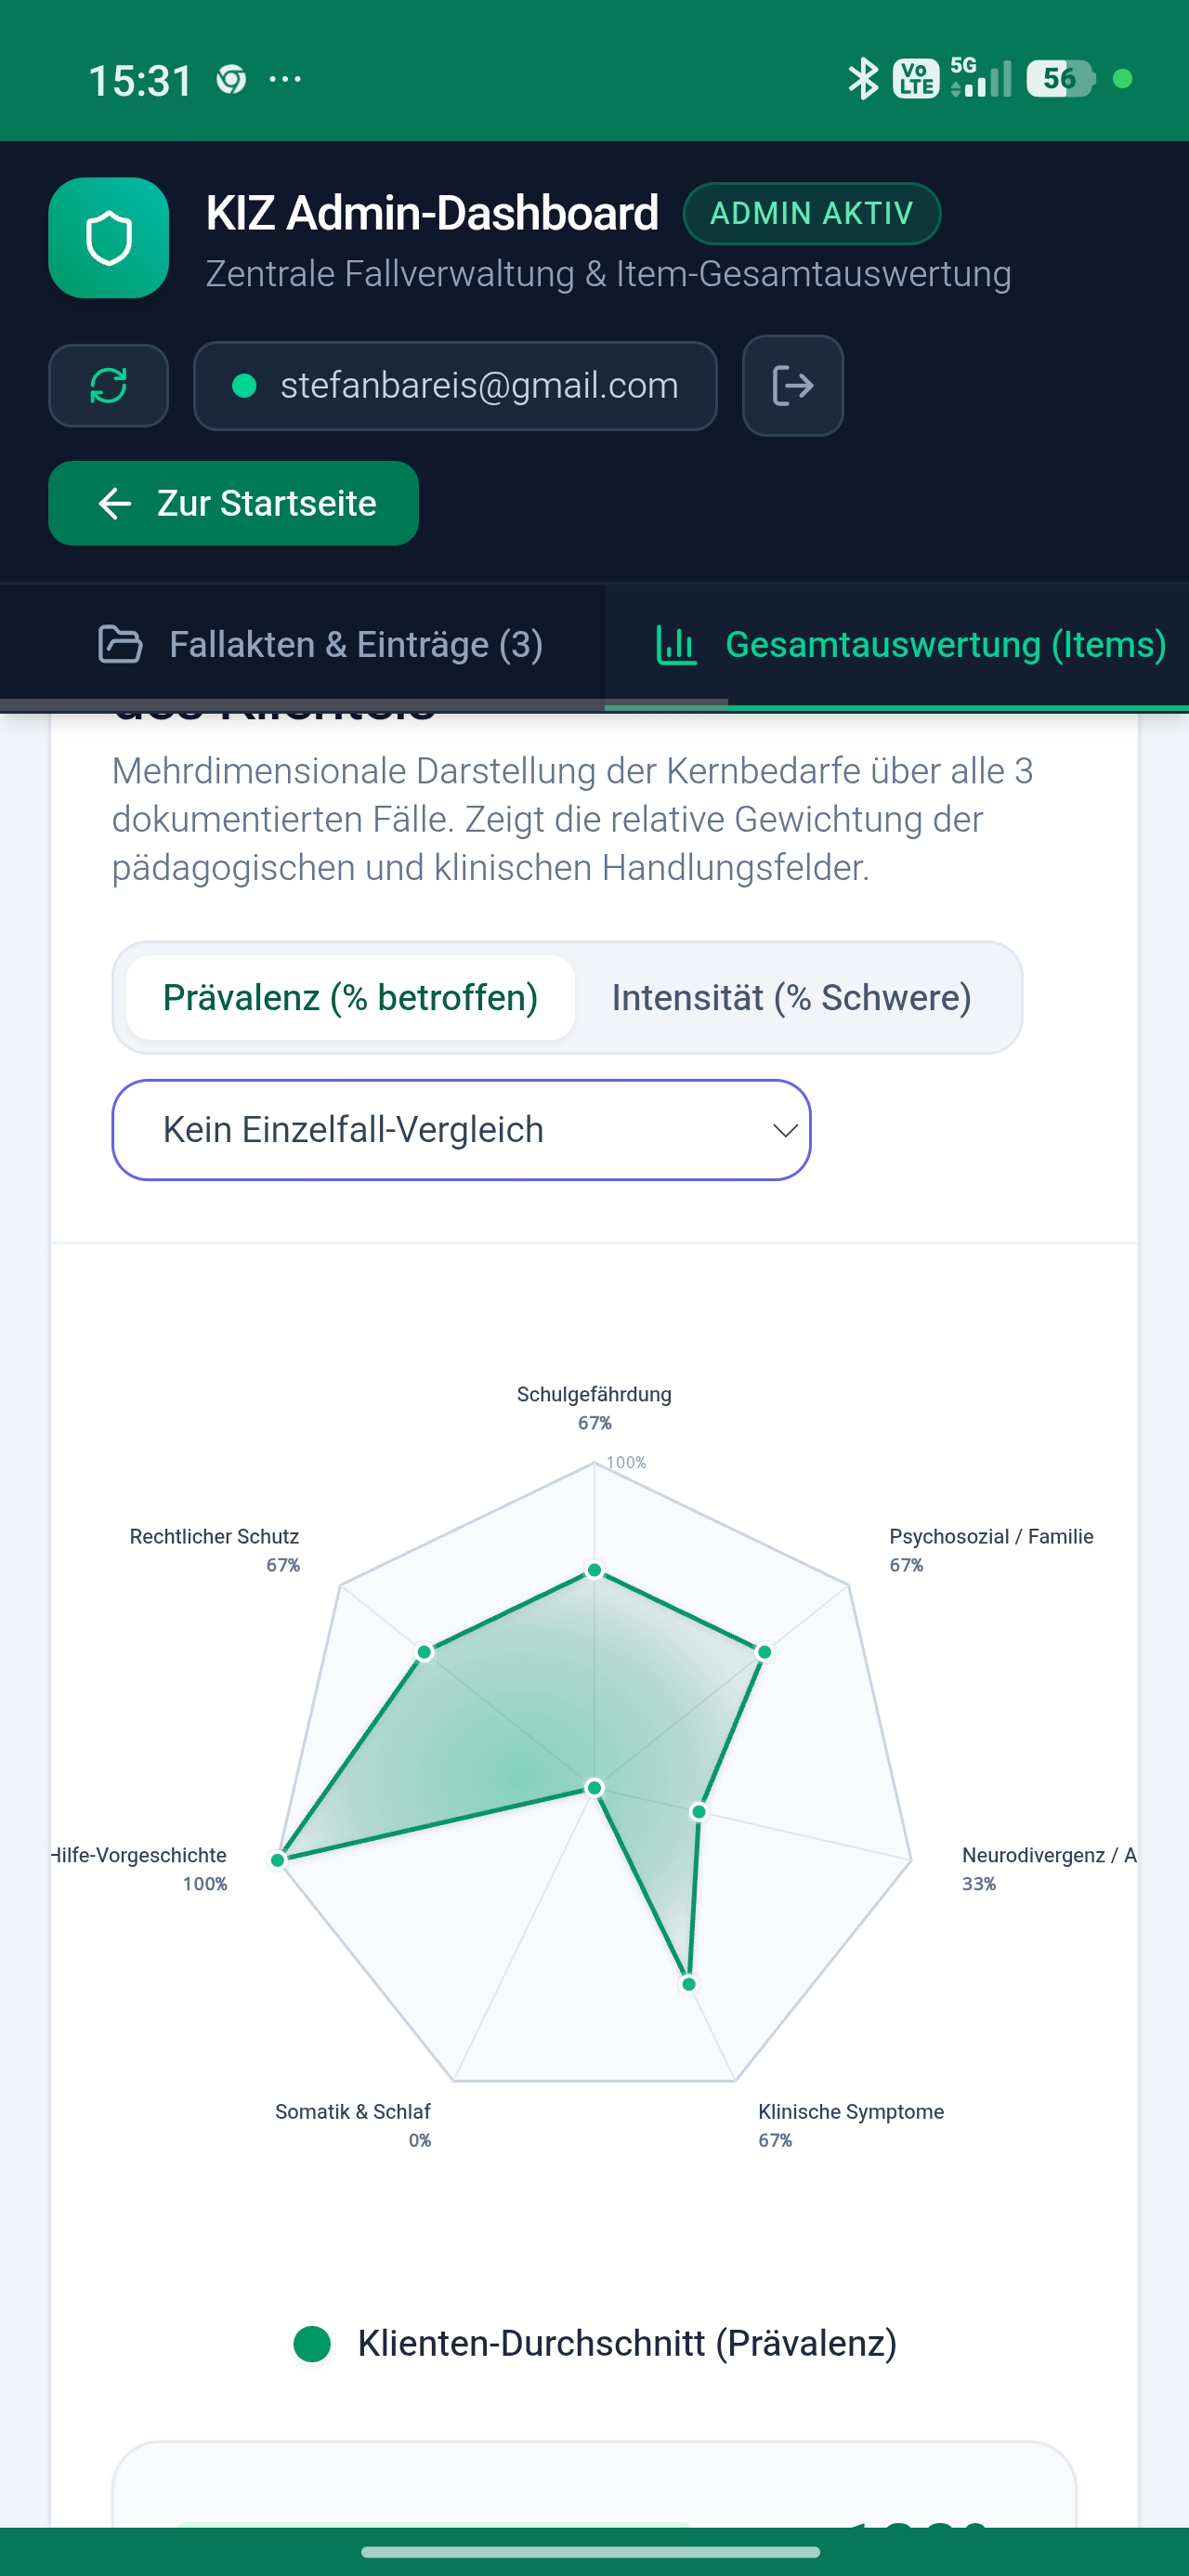 15:31 ...
Vo LTE 5G 56
KIZ Admin-Dashboard ADMIN AKTIV
Zentrale Fallverwaltung & Item-Gesamtauswertung
stefanbareis@gmail.com
Zur Startseite
Fallakten & Einträge (3) Gesamtauswertung (Items)
Mehrdimensionale Darstellung der Kernbedarfe über alle 3
dokumentierten Fälle. Zeigt die relative Gewichtung der
pädagogischen und klinischen Handlungsfelder.
Prävalenz (% betroffen) Intensität (% Schwere)
Kein Einzelfall-Vergleich
Schulgefährdung
67%
100%
Rechtlicher Schutz
67%
Psychosozial / Familie
67%
Hilfe-Vorgeschichte
100%
Neurodivergenz / A
33%
Somatik & Schlaf
0%
Klinische Symptome
67%
Klienten-Durchschnitt (Prävalenz)